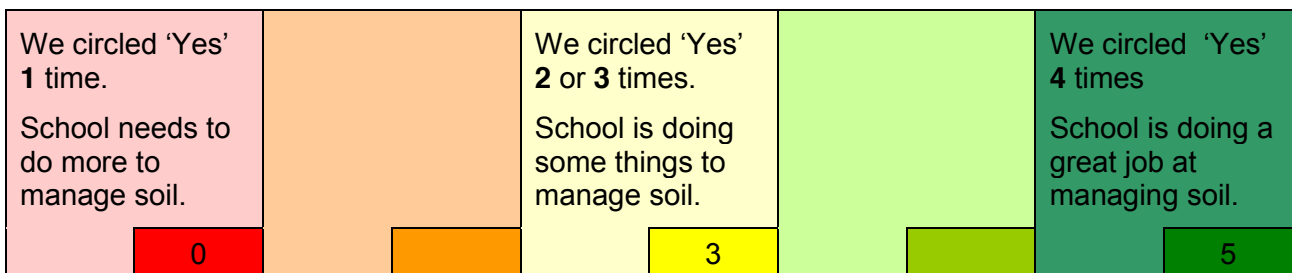 We circled ‘Yes’
1 time.
School needs to
do more to
manage soil.
0
We circled ‘Yes’
2 or 3 times.
School is doing
some things to
manage soil.
3
We circled ‘Yes’
4 times
School is doing a
great job at
managing soil.
5